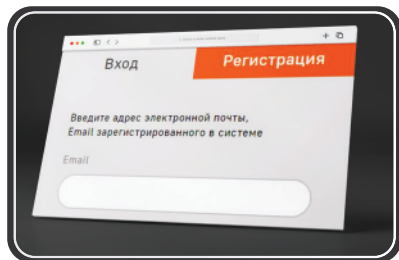 Вход
Регистрация
Введите адрес электронной почты,
Email зарегистрированного в системе
Email